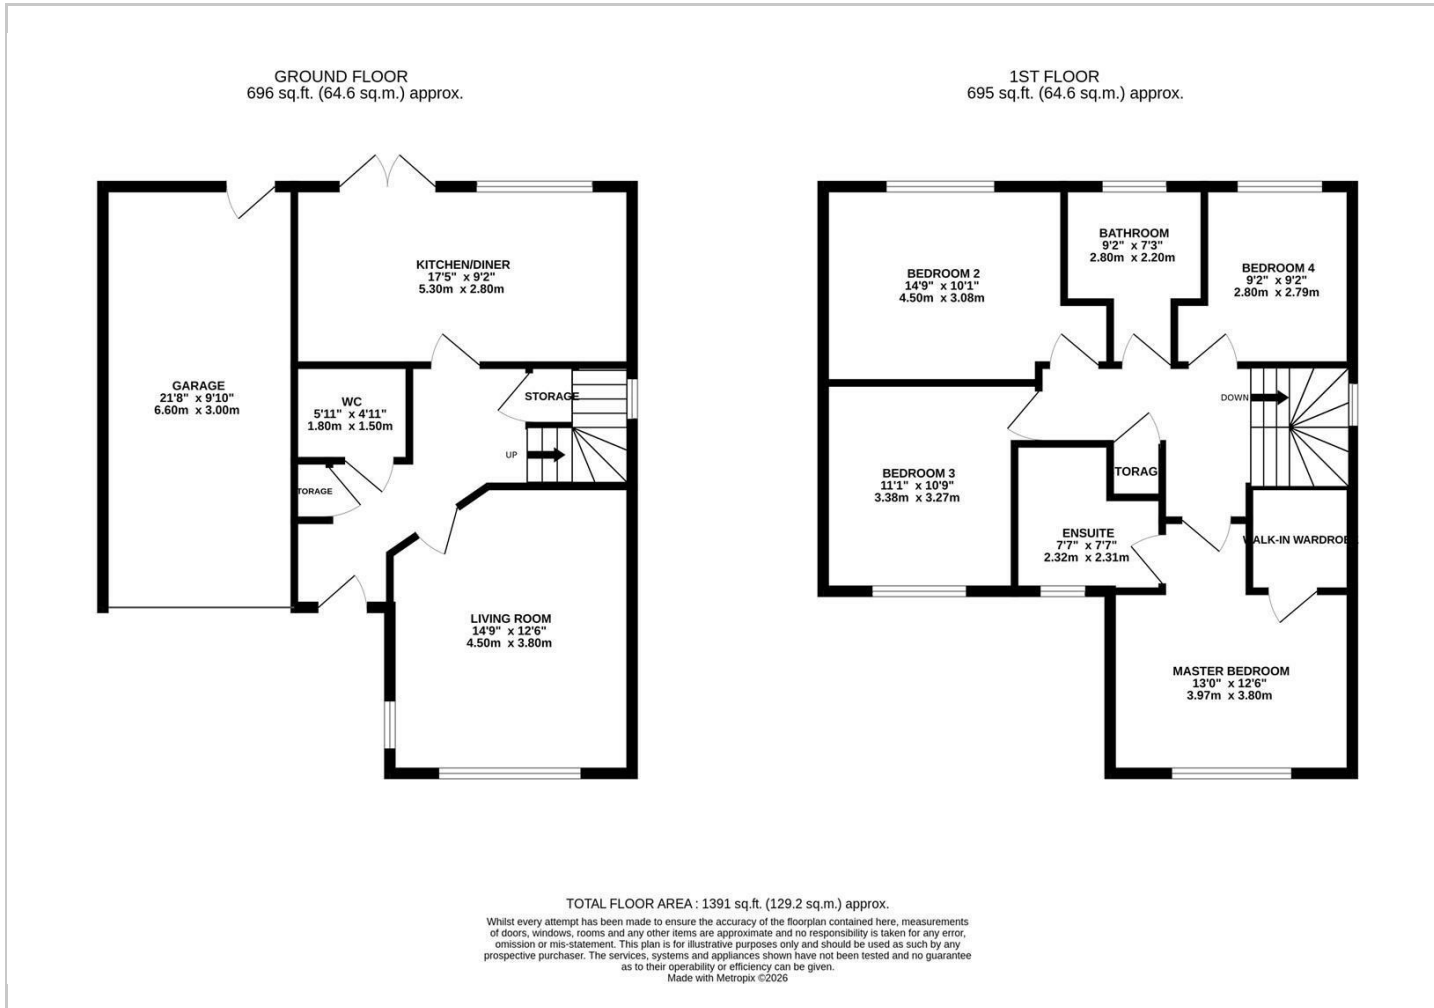 GROUND FLOOR
696 sq.ft. (64.6 sq.m.) approx.
1ST FLOOR
695 sq.ft. (64.6 sq.m.) approx.
KITCHEN/DINER
17'5" x 9'2"
5.30m x 2.80m
GARAGE
21'8" x 9'10"
6.60m x 3.00m
WC
5'11" x 4'11"
1.80m x 1.50m
STORAGE
UP
TORAGE
LIVING ROOM
14'9" x 12'6"
4.50m x 3.80m
BEDROOM 2
14'9" x 10'1"
4.50m x 3.08m
BATHROOM
9'2" x 7'3"
2.80m x 2.20m
BEDROOM 4
9'2" x 9'2"
2.80m x 2.79m
DOWN
BEDROOM 3
11'1" x 10'9"
3.38m x 3.27m
TORAG
ENSUITE
7'7" x 7'7"
2.32m x 2.31m
WALK-IN WARDROBE
MASTER BEDROOM
13'0" x 12'6"
3.97m x 3.80m
TOTAL FLOOR AREA : 1391 sq.ft. (129.2 sq.m.) approx.
Whilst every attempt has been made to ensure the accuracy of the floorplan contained here, measurements
of doors, windows, rooms and any other items are approximate and no responsibility is taken for any error,
omission or mis-statement. This plan is for illustrative purposes only and should be used as such by any
prospective purchaser. The services, systems and appliances shown have not been tested and no guarantee
as to their operability or efficiency can be given.
Made with Metropix ©2026